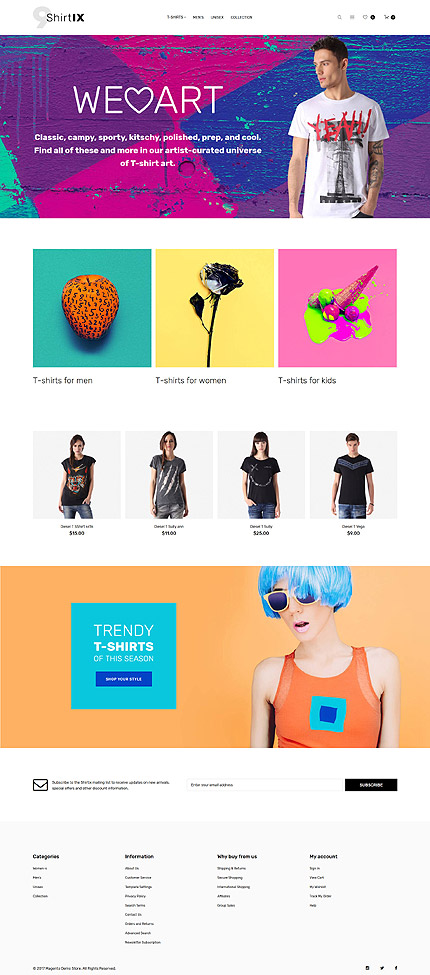 9ShirtIX
T-SHIRTS MEN'S UNISEX COLLECTION
0 0
WE ART
Classic, campy, sporty, kitschy, polished, prep, and cool.
Find all of these and more in our artist-curated universe
of T-shirt art.
YEAH!
T-shirts for men
T-shirts for women
T-shirts for kids
Diesel T Sully ann
Diesel T Sully
Diesel T Vega
$15.00
$11.00
$25.00
$9.00
TRENDY
T-SHIRTS
OF THIS SEASON
SHOP YOUR STYLE
Subscribe to the Shirtix mailing list to receive updates on new arrivals,
special offers and other discount information.
Enter your email address
SUBSCRIBE
Categories
Women's
Men's
Unisex
Collection
Information
About Us
Customer Service
Template Settings
Privacy Policy
Search Terms
Contact Us
Orders and Returns
Advanced Search
Newsletter Subscription
Why buy from us
Shipping & Returns
Secure Shopping
International Shipping
Affiliates
Group Sales
My account
Sign In
View Cart
My Wishlist
Track My Order
Help
© 2017 Magento Demo Store. All Rights Reserved.